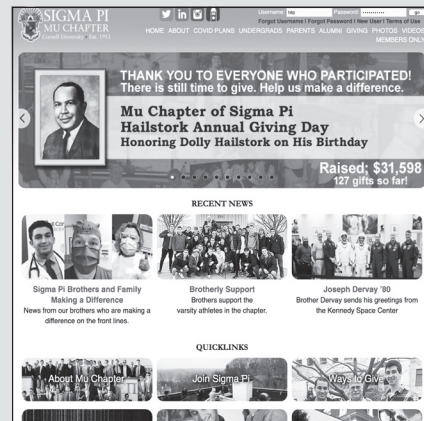 SIGMA PI
MU CHAPTER
Cornell University Est. 1913
Username Password go
Forgot Username I Forgot Password I New User I Terms of Use
HOME ABOUT COVID PLANS UNDERGRADS PARENTS ALUMNI GIVING PHOTOS VIDEOS
MEMBERS ONLY
THANK YOU TO EVERYONE WHO PARTICIPATED!
There is still time to give. Help us make a difference.
Mu Chapter of Sigma Pi
Hailstork Annual Giving Day
Honoring Dolly Hailstork on His Birthday
Raised: $31,598
127 gifts so far!
RECENT NEWS
Sigma Pi Brothers and Family
Making a Difference
News from our brothers who are making a
difference on the front lines.
Brotherly Support
Brothers support the
varsity athletes in the chapter.
Joseph Dervay '80
Brother Dervay sends his greetings from
the Kennedy Space Center
QUICKLINKS
About Mu Chapter
Join Sigma Pi
Ways to Give